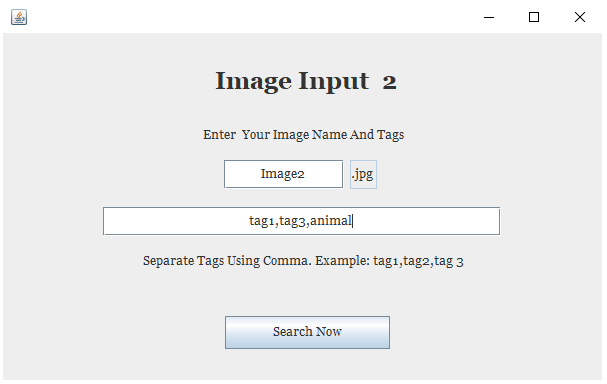 Image Input  2
Enter  Your Image Name And Tags
Image2 .jpg
tag1,tag3,animal
Separate Tags Using Comma. Example: tag1,tag2,tag 3
Search Now